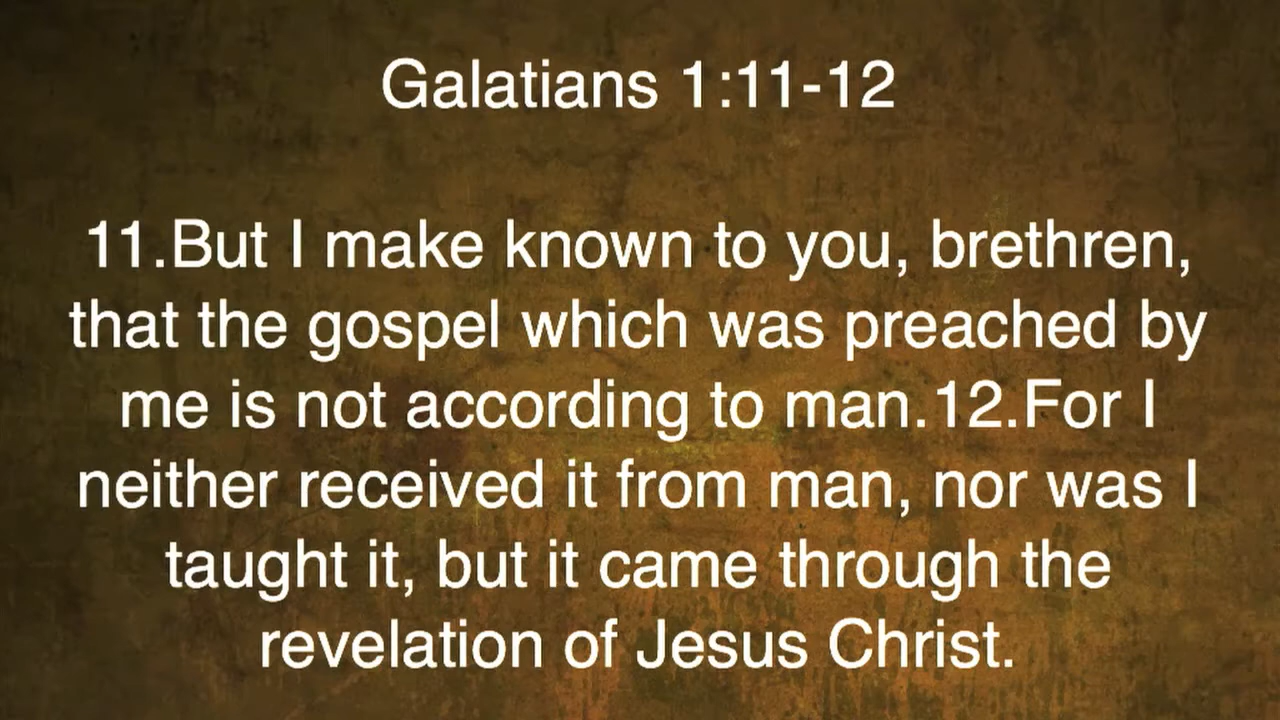 Galatians 1:11-12
11.But I make known to you, brethren,
that the gospel which was preached by
me is not according to man.12.For I
neither received it from man, nor was I
taught it, but it came through the
revelation of Jesus Christ.